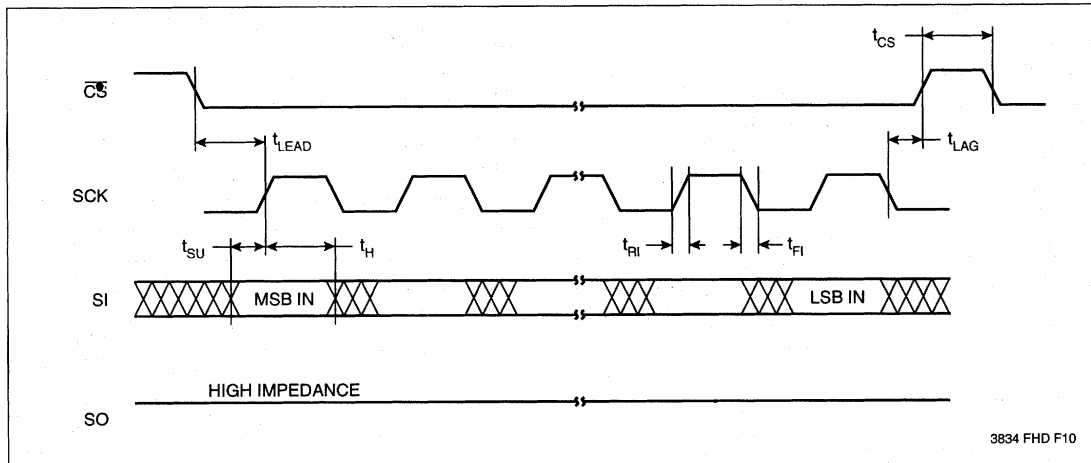 t_CS
C̅S̅
t_LEAD
t_LAG
SCK
t_SU
t_H
t_RI
t_FI
SI
MSB IN
LSB IN
HIGH IMPEDANCE
SO
3834 FHD F10